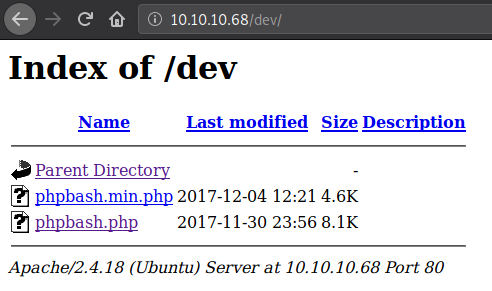 10.10.10.68/dev/
Index of /dev
Name Last modified Size Description
Parent Directory -
phpbash.min.php 2017-12-04 12:21 4.6K
phpbash.php 2017-11-30 23:56 8.1K
Apache/2.4.18 (Ubuntu) Server at 10.10.10.68 Port 80